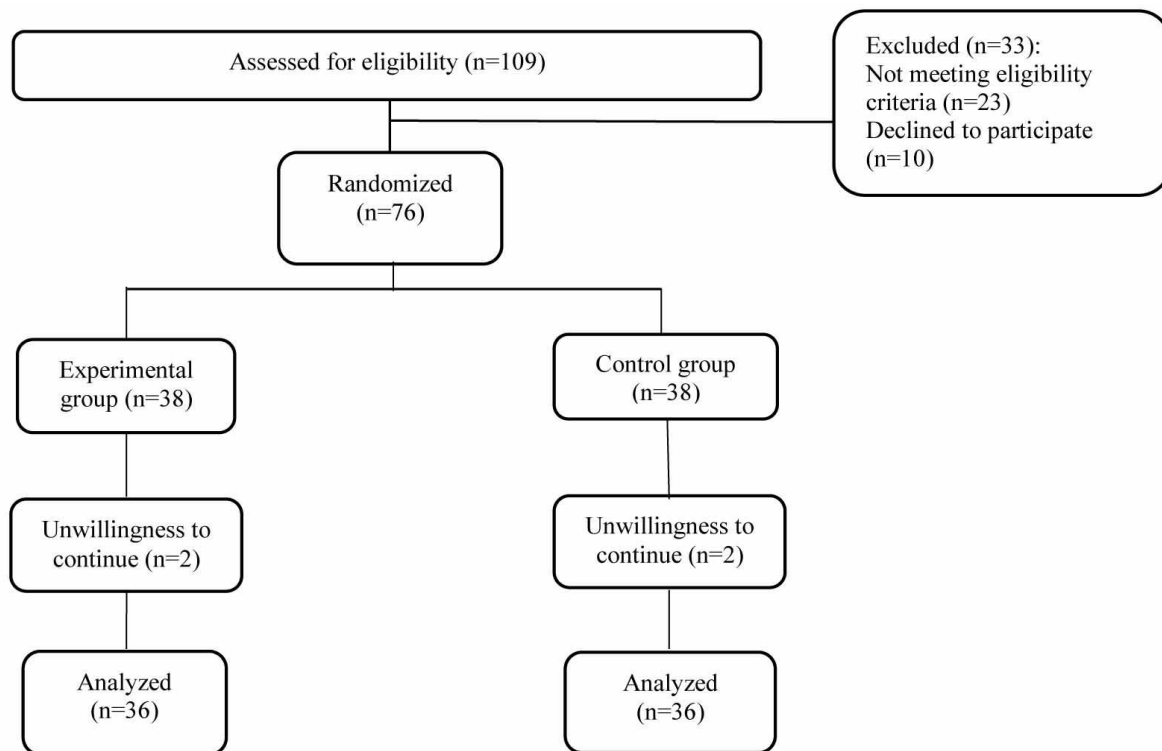 Assessed for eligibility (n=109)
Excluded (n=33):
Not meeting eligibility
criteria (n=23)
Declined to participate
(n=10)
Randomized
(n=76)
Experimental
group (n=38)
Control group
(n=38)
Unwillingness to
continue (n=2)
Unwillingness to
continue (n=2)
Analyzed
(n=36)
Analyzed
(n=36)